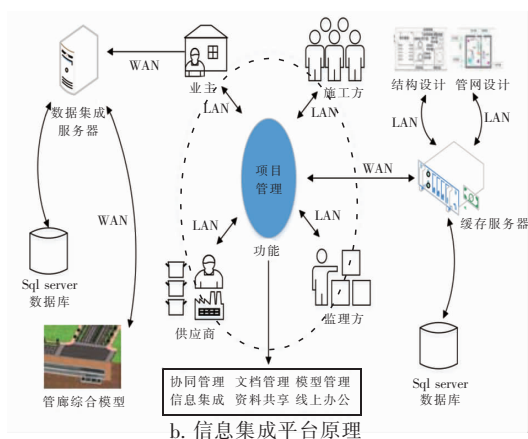 WAN
业主
数据集成
服务器
LAN
施工方
LAN
结构设计
管网设计
LAN
LAN
项目
管理
WAN
缓存服务器
WAN
LAN
LAN
功能
Sql server
数据库
供应商
监理方
管廊综合模型
Sql server
数据库
协同管理 文档管理 模型管理
信息集成 资料共享 线上办公
b. 信息集成平台原理